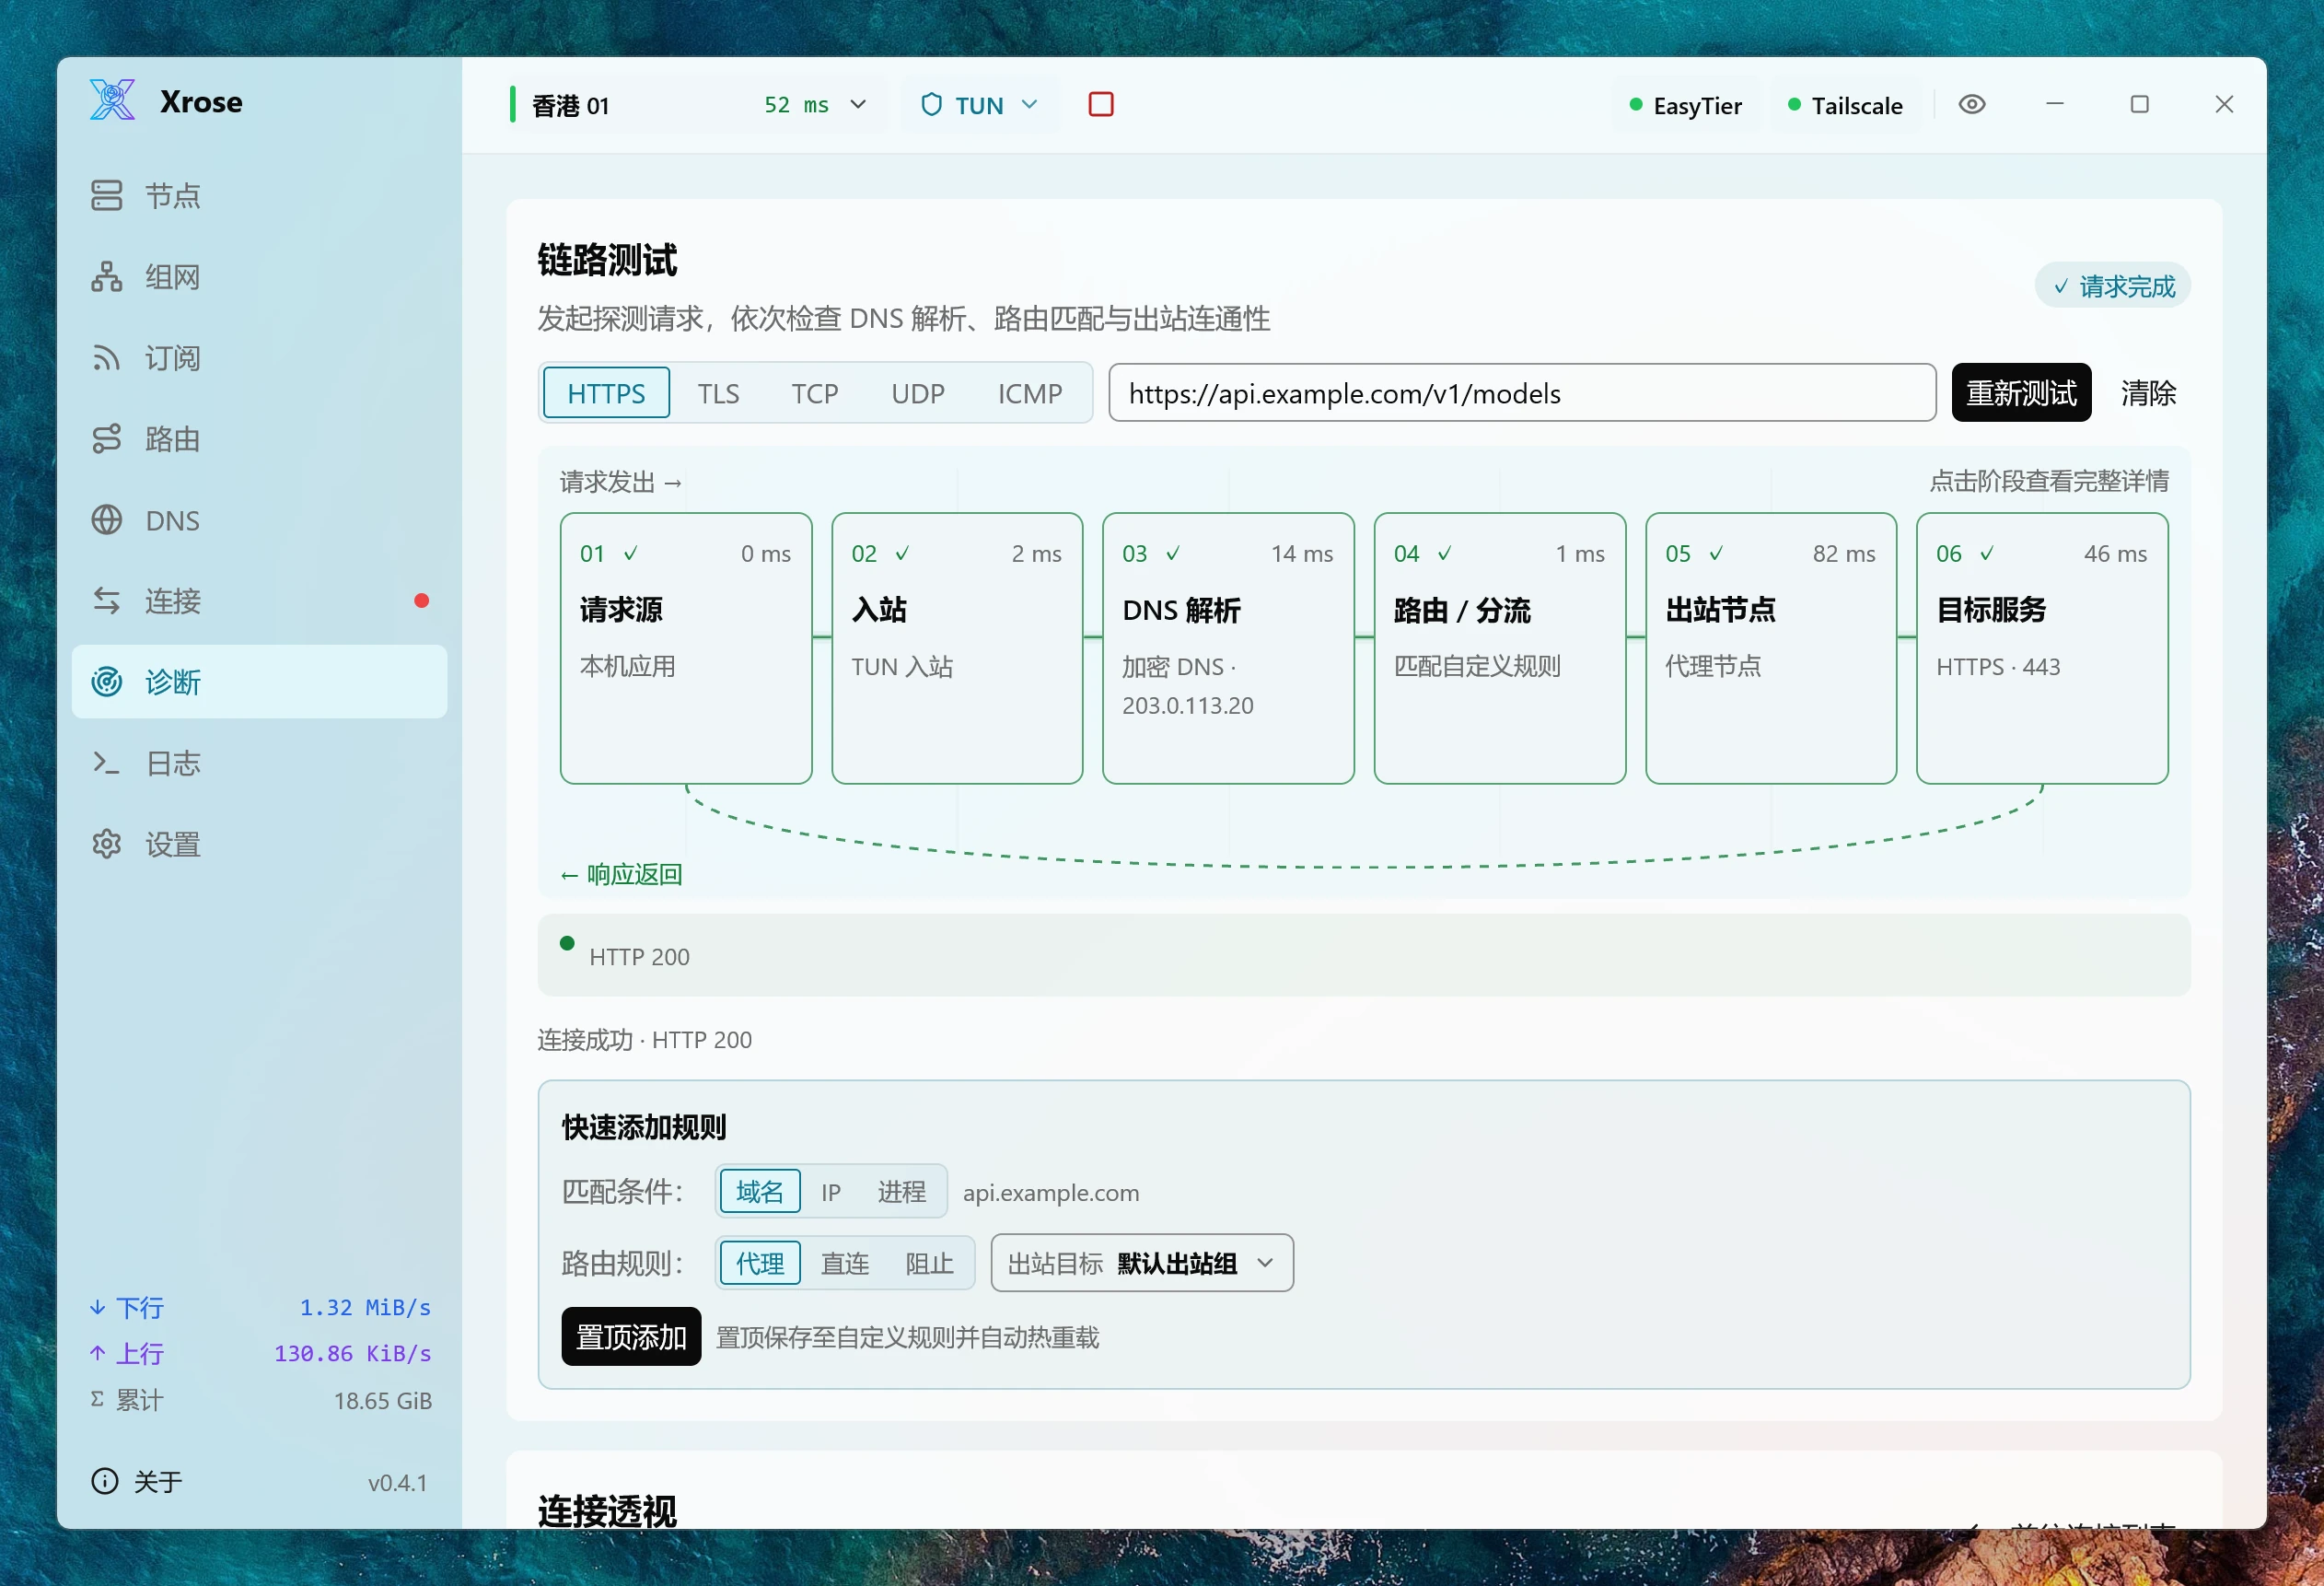 Xrose
香港 01
52 ms
TUN
EasyTier
Tailscale
节点
组网
订阅
路由
DNS
连接
诊断
日志
设置
↓ 下行 1.32 MiB/s
↑ 上行 130.86 KiB/s
Σ 累计 18.65 GiB
关于 v0.4.1
链路测试
✓ 请求完成
发起探测请求，依次检查 DNS 解析、路由匹配与出站连通性
HTTPS TLS TCP UDP ICMP
https://api.example.com/v1/models
重新测试 清除
请求发出 →
点击阶段查看完整详情
01 ✓ 0 ms
请求源
本机应用
02 ✓ 2 ms
入站
TUN 入站
03 ✓ 14 ms
DNS 解析
加密 DNS ·
203.0.113.20
04 ✓ 1 ms
路由 / 分流
匹配自定义规则
05 ✓ 82 ms
出站节点
代理节点
06 ✓ 46 ms
目标服务
HTTPS · 443
← 响应返回
HTTP 200
连接成功 · HTTP 200
快速添加规则
匹配条件： 域名 IP 进程 api.example.com
路由规则： 代理 直连 阻止 出站目标 默认出站组
置顶添加 置顶保存至自定义规则并自动热重载
连接透视